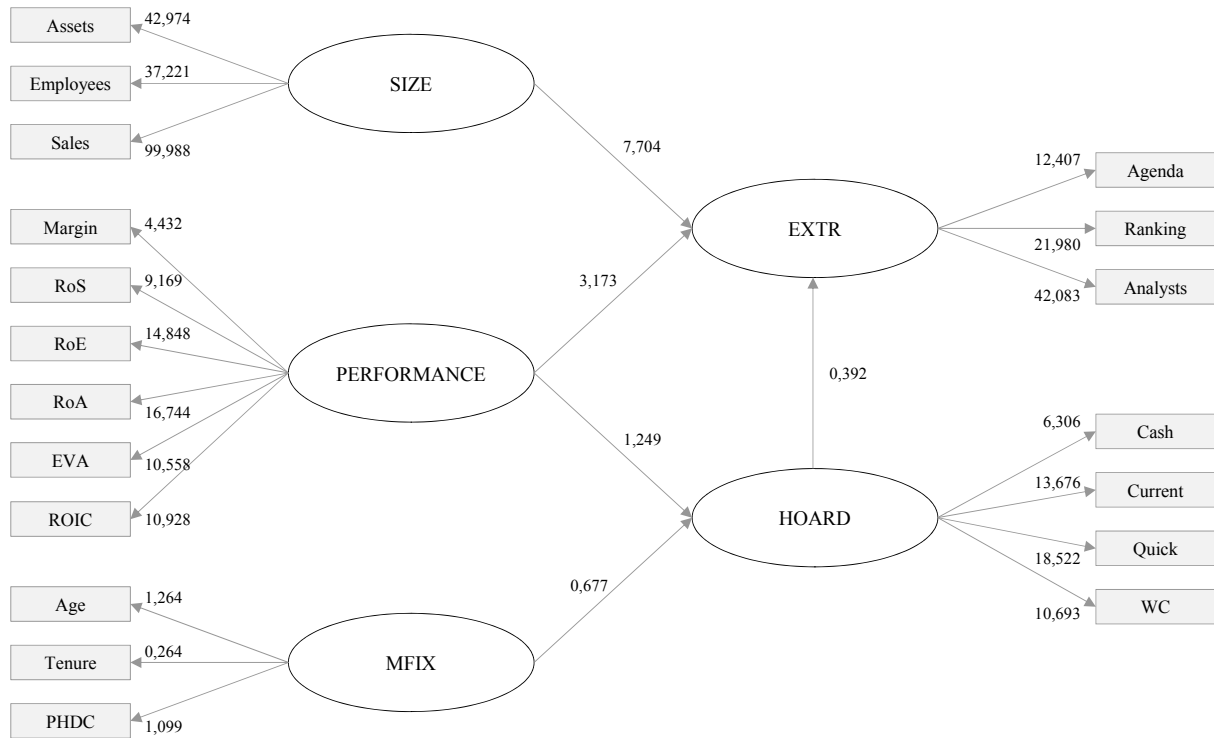 Assets
42,974
Employees
37,221
Sales
99,988
SIZE
7,704
Margin
4,432
RoS
9,169
RoE
14,848
RoA
16,744
EVA
10,558
ROIC
10,928
PERFORMANCE
3,173
1,249
Age
1,264
Tenure
0,264
PHDC
1,099
MFIX
0,677
EXTR
12,407
Agenda
21,980
Ranking
42,083
Analysts
0,392
HOARD
6,306
Cash
13,676
Current
18,522
Quick
10,693
WC